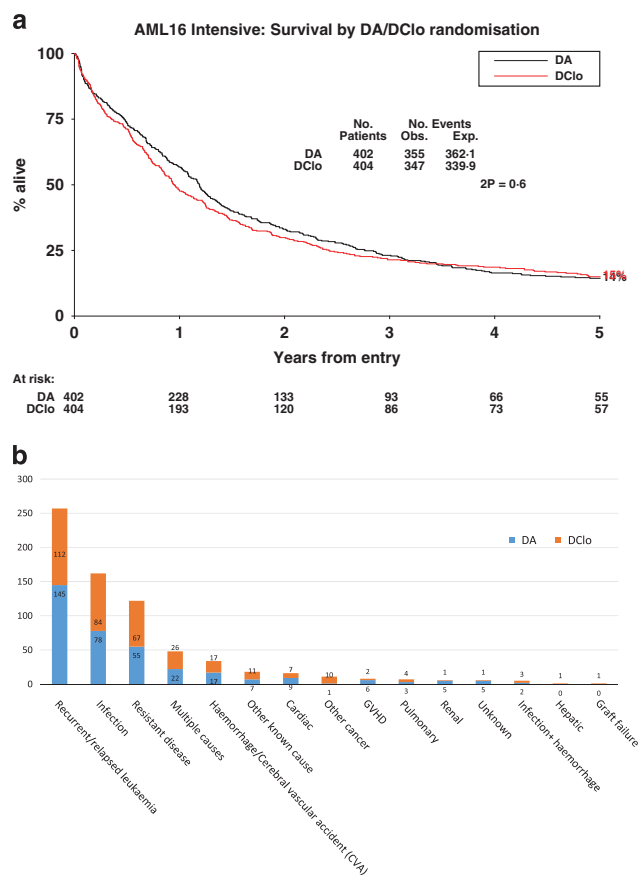 a
AML16 Intensive: Survival by DA/DClo randomisation
100
75
50
25
0
% alive
DA
DClo
No. No. Events
Patients Obs. Exp.
DA 402 355 362·1
DClo 404 347 339·9
2P = 0·6
14%
0 1 2 3 4 5
Years from entry
At risk:
DA 402 228 133 93 66 55
DClo 404 193 120 86 73 57
b
300
250
200
150
100
50
0
DA DClo
112
145
84
78
67
55
26
22
17
17
11
7
7
9
10
1
2
6
4
3
1
5
1
5
3
2
1
0
1
0
Recurrent/relapsed leukaemia
Infection
Resistant disease
Multiple causes
Haemorrhage/Cerebral vascular accident (CVA)
Other known cause
Cardiac
Other cancer
GVHD
Pulmonary
Renal
Unknown
Infection+ haemorrhage
Hepatic
Graft failure